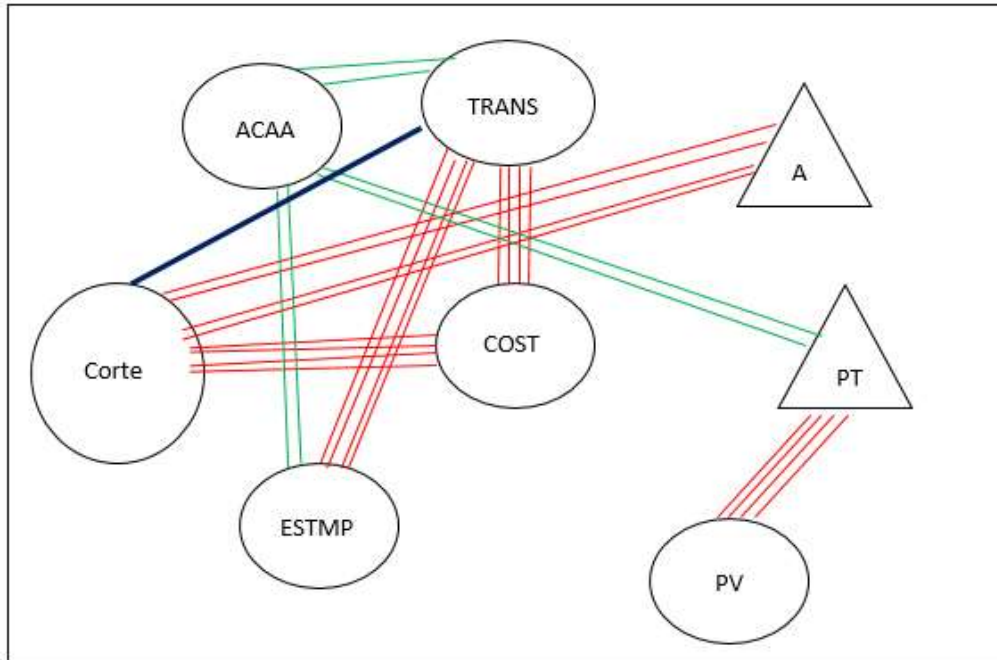 TRANS
ACAA
A
COST
Corte
PT
ESTMP
PV